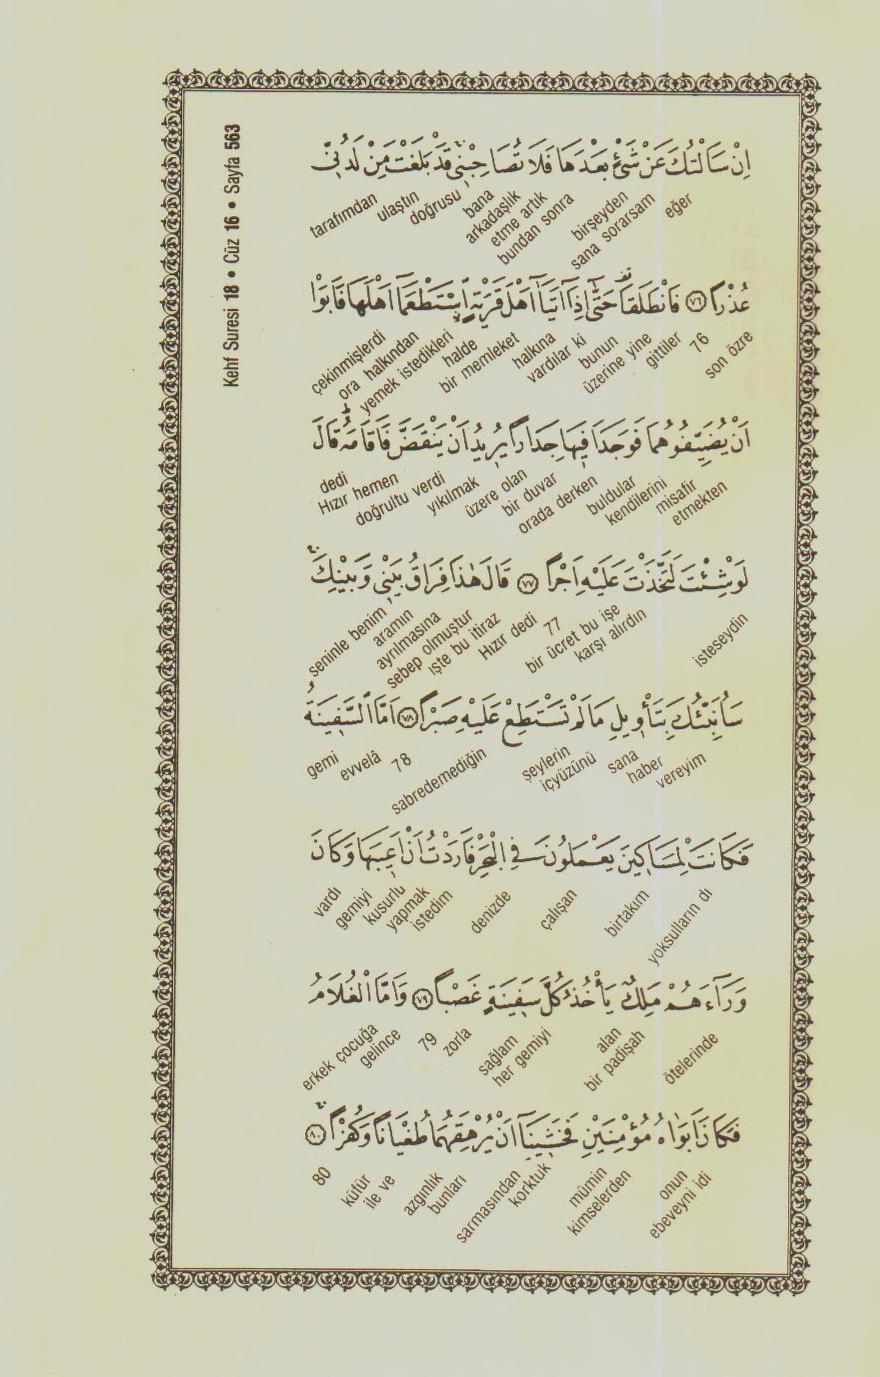 Kehf Suresi 18 • Cüz 16 • Sayfa 563
اِنْ سَاَلْتُكَ عَنْ شَيْءٍ بَعْدَهَا فَلَا تُصَاحِبْنٖى قَدْ بَلَغْتَ مِنْ لَدُنّٖى
eğer
sana sorarsam
birşeyden
bundan sonra
etme artık
arkadaşlık
bana
doğrusu
ulaştın
tarafımdan
عُذْرًا ﴿٧٦﴾ فَانْطَلَقَا حَتّٰٓى اِذَٓا اَتَيَٓا اَهْلَ قَرْيَةٍ اِسْتَطْعَمَٓا اَهْلَهَا فَاَبَوْا
son özre
76
gittiler
üzerine yine
bunun
vardılar ki
halkına
bir memleket
halde
yemek istedikleri
ora halkından
çekinmişlerdi
اَنْ يُضَيِّفُوهُمَا فَوَجَدَا فٖيهَا جِدَارًا يُرٖيدُ اَنْ يَنْقَضَّ فَاَقَامَهُ قَالَ
etmekten
misafir
kendilerini
buldular
orada derken
bir duvar
üzere olan
yıkılmak
doğrultu verdi
Hızır hemen
dedi
لَوْ شِئْتَ لَتَّخَذْتَ عَلَيْهِ اَجْرًا ﴿٧٧﴾ قَالَ هٰذَا فِرَاقُ بَيْنٖى وَبَيْنِكَ
isteseydin
karşı alırdın
bir ücret bu işe
77
Hızır dedi
işte bu itiraz
sebep olmuştur
ayrılmasına
aramın
seninle benim
سَاُنَبِّئُكَ بِتَاْوٖيلِ مَا لَمْ تَسْتَطِعْ عَلَيْهِ صَبْرًا ﴿٧٨﴾ اَمَّا السَّفٖينَةُ
vereyim
haber
sana
içyüzünü
şeylerin
sabredemediğin
78
evvelâ
gemi
فَكَانَتْ لِمَسَاكٖينَ يَعْمَلُونَ فِى الْبَحْرِ فَاَرَدْتُ اَنْ اَعٖيبَهَا وَكَانَ
yoksulların dı
birtakım
çalışan
denizde
istedim
yapmak
kusurlu
gemiyi
vardı
وَرَٓاءَهُمْ مَلِكٌ يَاْخُذُ كُلَّ سَفٖينَةٍ غَصْبًا ﴿٧٩﴾ وَاَمَّا الْغُلَامُ
ötelerinde
bir padişah
alan
her gemiyi
sağlam
zorla
79
gelince
erkek çocuğa
فَكَانَ اَبَوَاهُ مُؤْمِنَيْنِ فَخَشٖينَٓا اَنْ يُرْهِقَهُمَا طُغْيَانًا وَكُفْرًا ﴿٨٠﴾
ebeveyni idi
onun
kimselerden
mümin
korktuk
sarmasından
bunları
azgınlık
ile ve
küfür
80